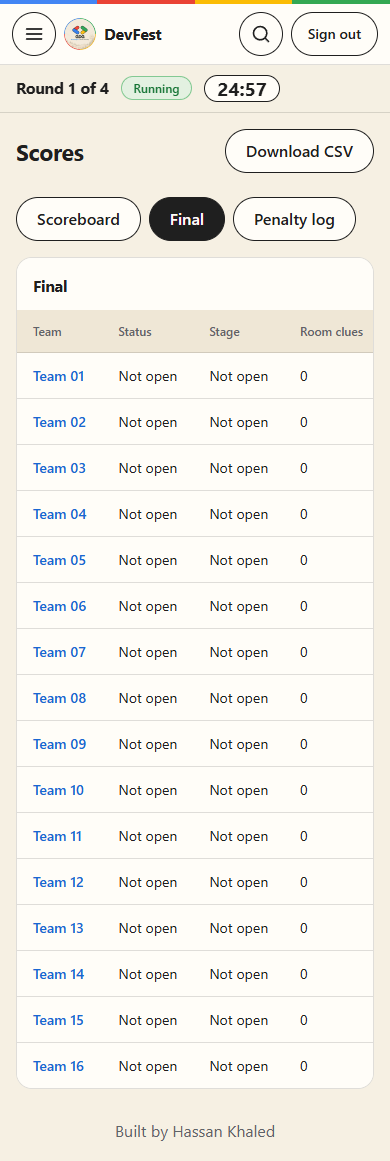 DevFest
Sign out
Round 1 of 4 Running 24:57
Scores
Download CSV
Scoreboard Final Penalty log
Final
Team Status Stage Room clues
Team 01 Not open Not open 0
Team 02 Not open Not open 0
Team 03 Not open Not open 0
Team 04 Not open Not open 0
Team 05 Not open Not open 0
Team 06 Not open Not open 0
Team 07 Not open Not open 0
Team 08 Not open Not open 0
Team 09 Not open Not open 0
Team 10 Not open Not open 0
Team 11 Not open Not open 0
Team 12 Not open Not open 0
Team 13 Not open Not open 0
Team 14 Not open Not open 0
Team 15 Not open Not open 0
Team 16 Not open Not open 0
Built by Hassan Khaled